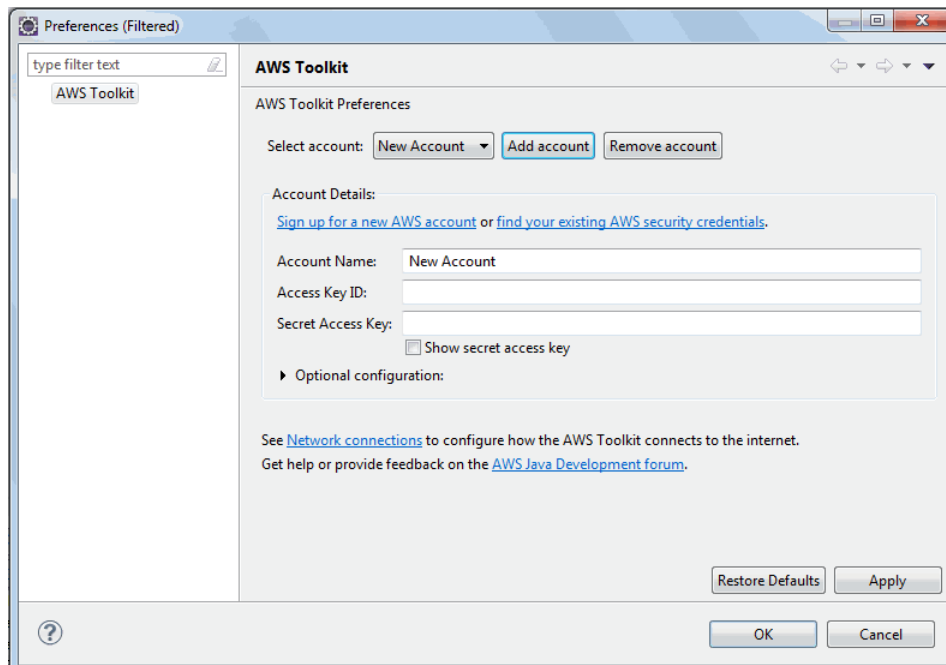 Preferences (Filtered)
type filter text
AWS Toolkit
AWS Toolkit
AWS Toolkit Preferences
Select account: New Account Add account Remove account
Account Details:
Sign up for a new AWS account or find your existing AWS security credentials.
Account Name: New Account
Access Key ID:
Secret Access Key:
Show secret access key
Optional configuration:
See Network connections to configure how the AWS Toolkit connects to the internet.
Get help or provide feedback on the AWS Java Development forum.
Restore Defaults Apply
? OK Cancel